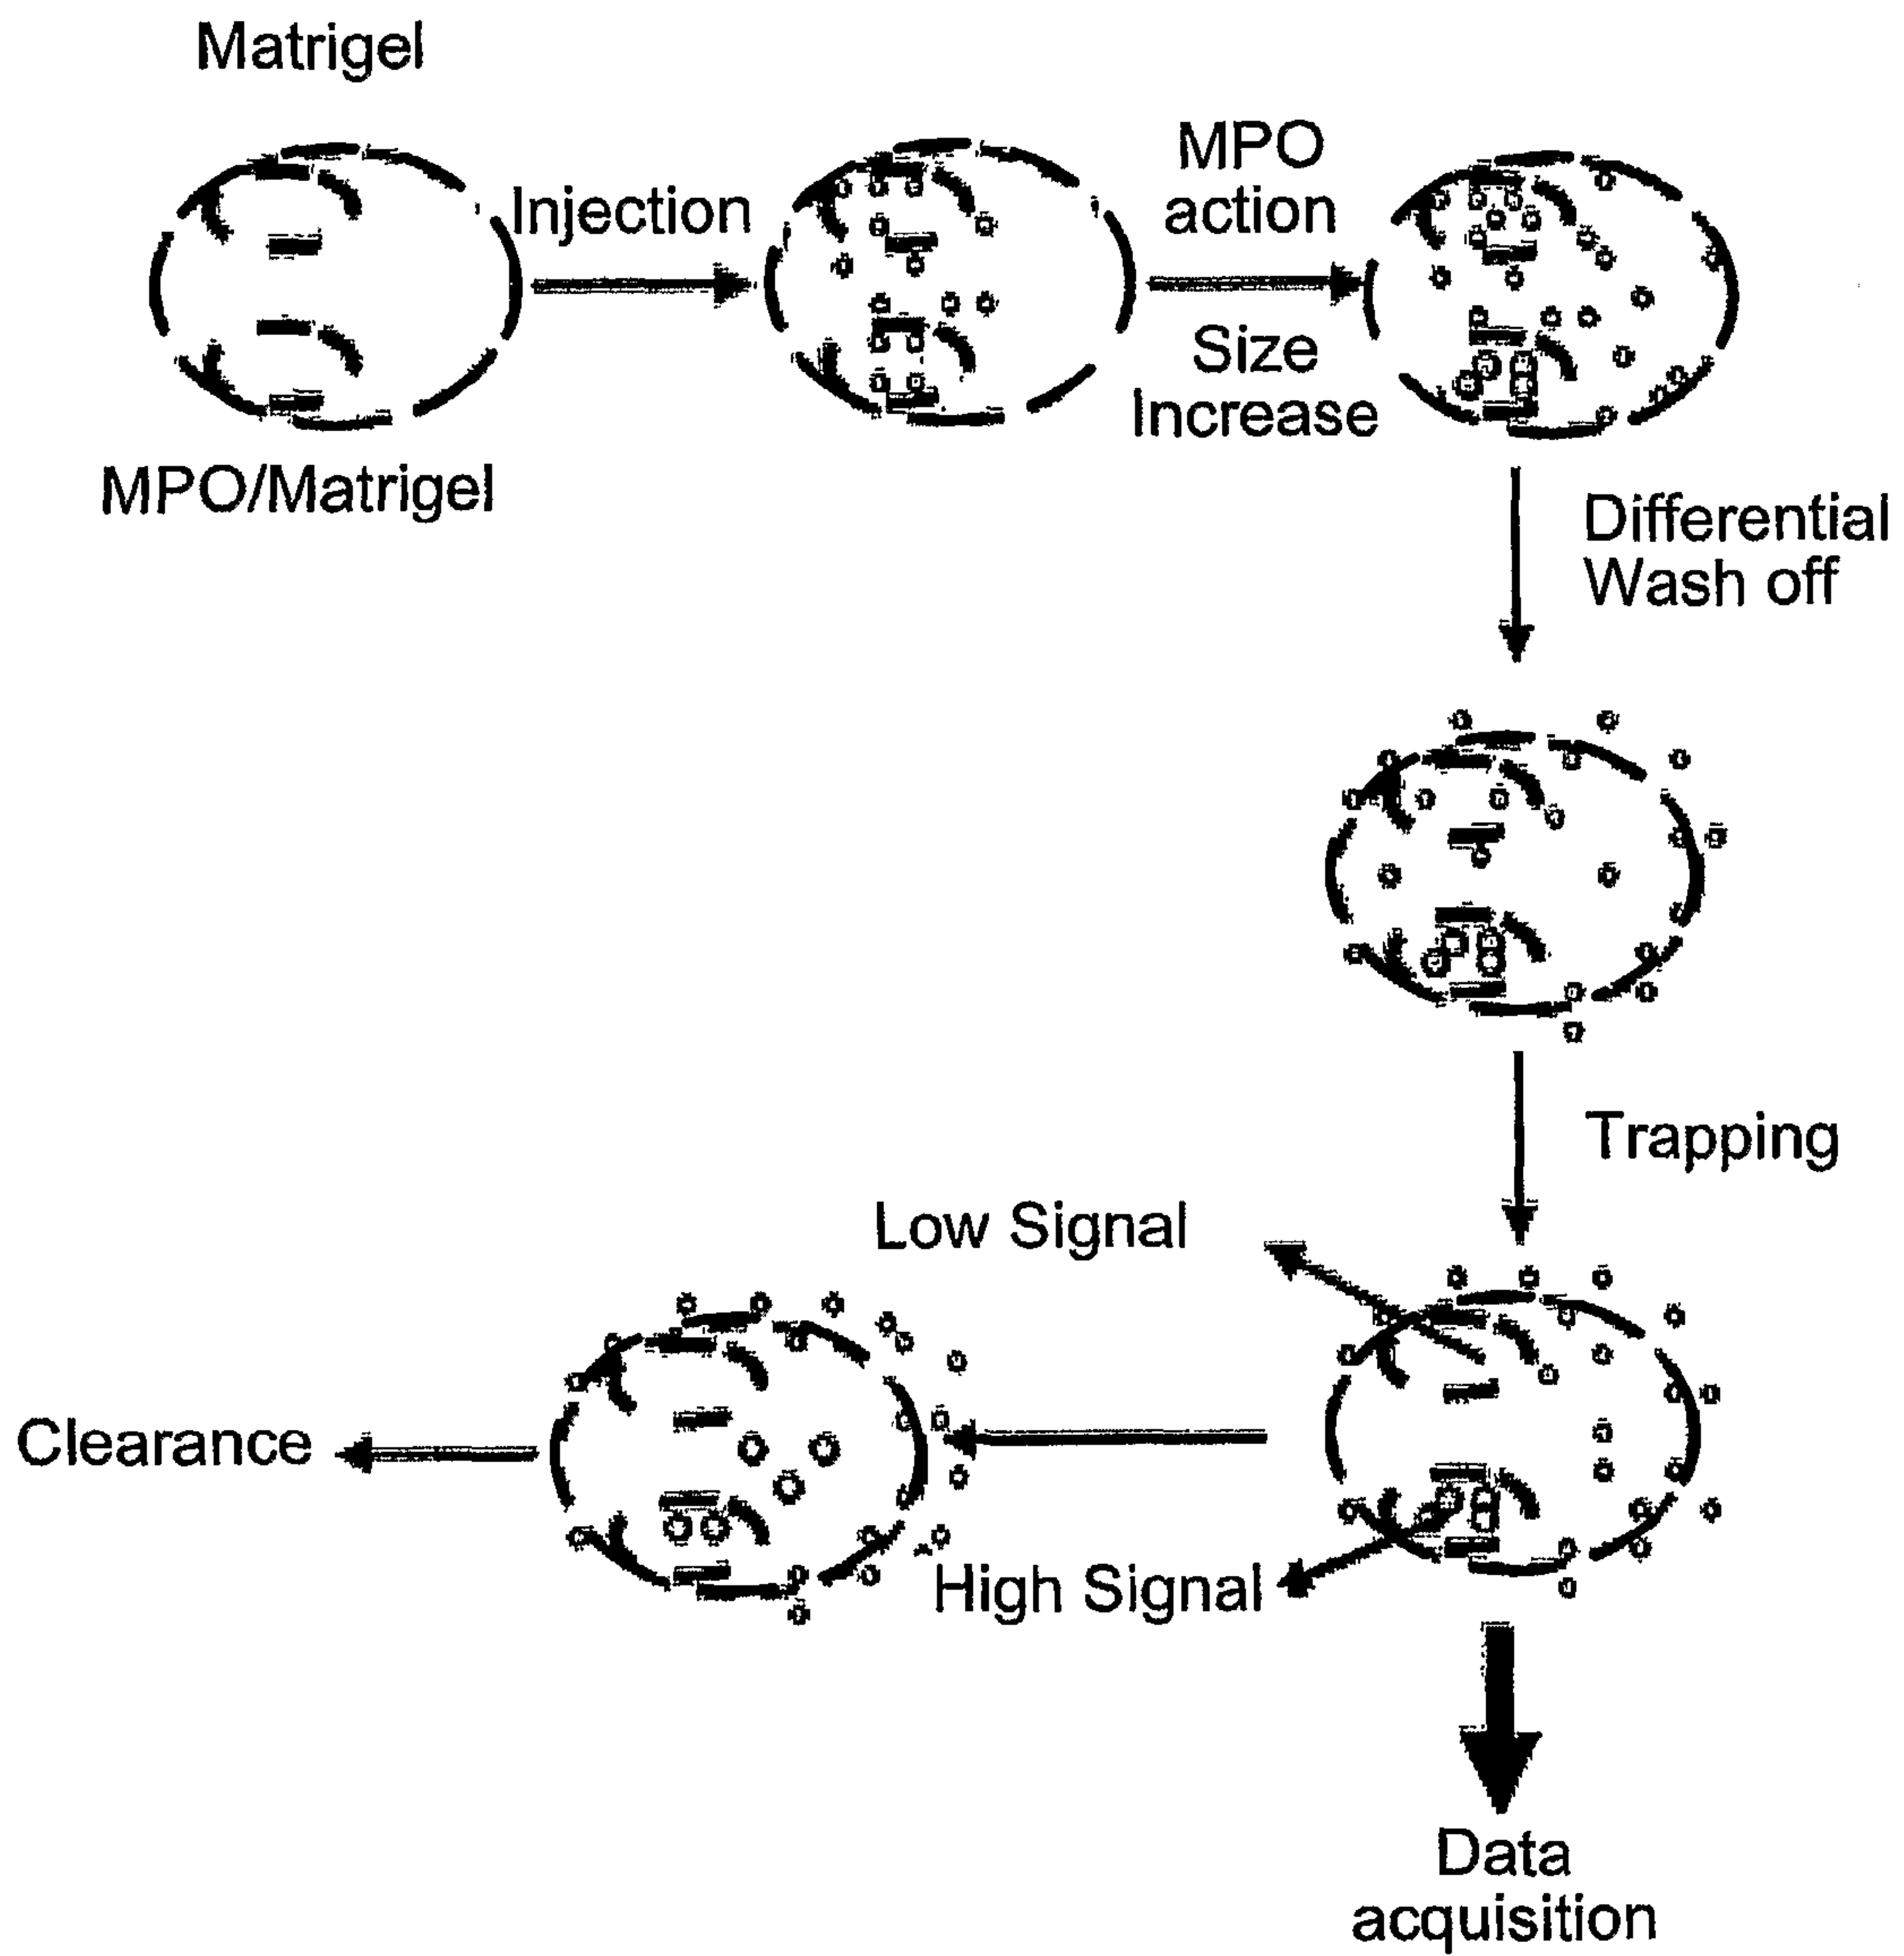 Matrigel
MPO/Matrigel
Injection
MPO
action
Size
Increase
Differential
Wash off
Trapping
Low Signal
High Signal
Clearance
Data
acquisition